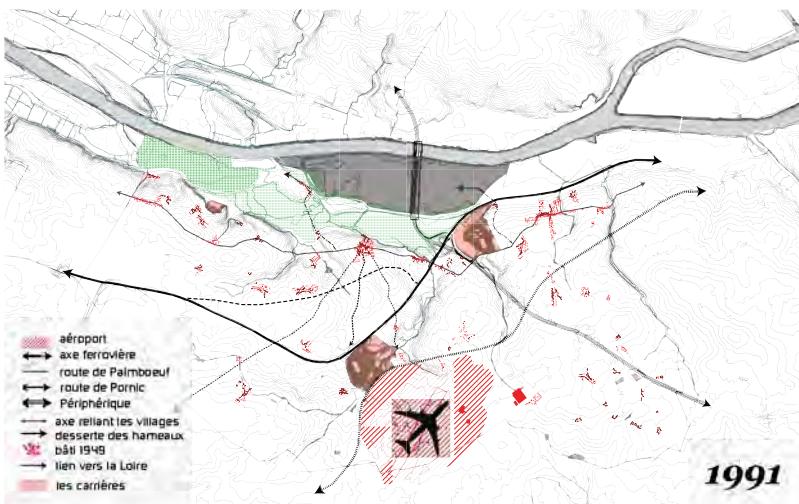 aéroport
axe ferrovière
route de Paimboeuf
route de Pornic
Périphérique
axe reliant les villages
desserte des hameaux
bâti 1949
lien vers la Loire
les carrières
1991